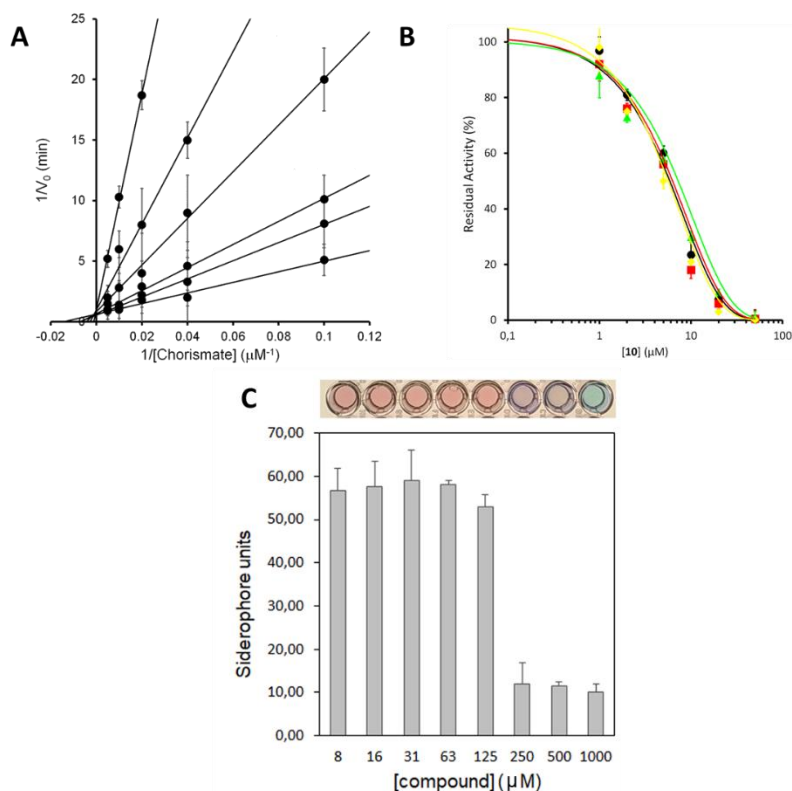 A
25
20
15
10
5
0
1/V0 (min)
-0.02 0 0.02 0.04 0.06 0.08 0.1 0.12
1/[Chorismate] (µM-1)
B
100
80
60
40
20
0
Residual Activity (%)
0,1 1 10 100
[10] (µM)
C
70,00
60,00
50,00
40,00
30,00
20,00
10,00
0,00
Siderophore units
8 16 31 63 125 250 500 1000
[compound] (µM)